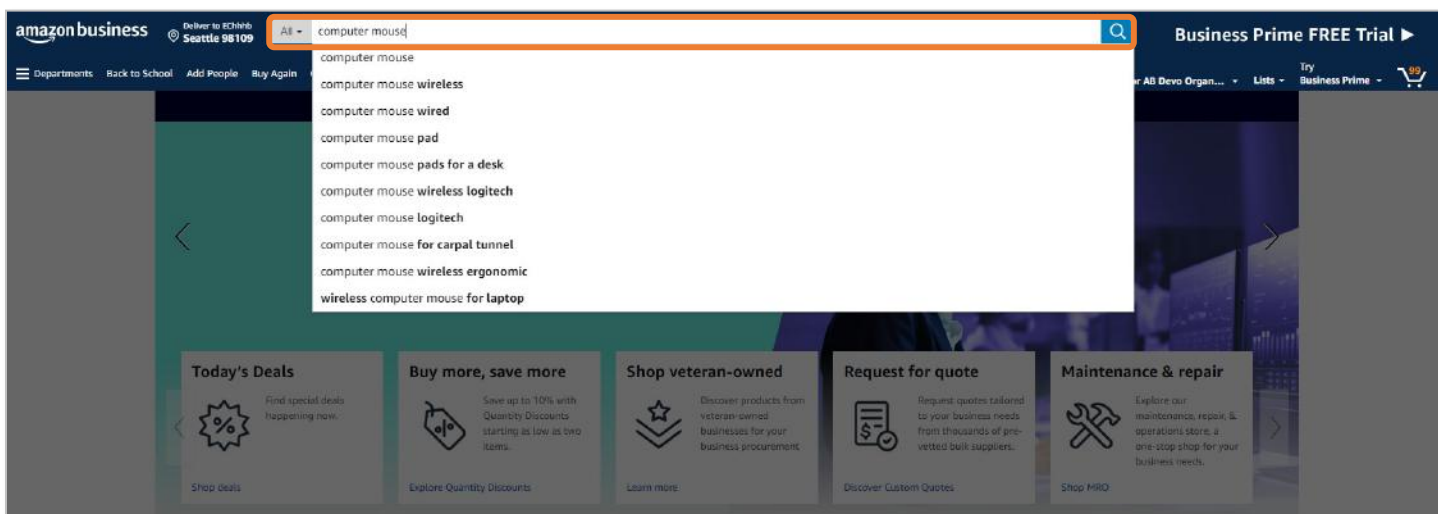 amazon business
Deliver to EChhhb
Seattle 98109
All
computer mouse
Business Prime FREE Trial ►
Departments Back to School Add People Buy Again
r AB Devo Organ... Lists Try Business Prime 99
computer mouse
computer mouse wireless
computer mouse wired
computer mouse pad
computer mouse pads for a desk
computer mouse wireless logitech
computer mouse logitech
computer mouse for carpal tunnel
computer mouse wireless ergonomic
wireless computer mouse for laptop
Today's Deals
Find special deals
happening now.
Shop deals
Buy more, save more
Save up to 10% with
Quantity Discounts
starting as low as two
items.
Explore Quantity Discounts
Shop veteran-owned
Discover products from
veteran-owned
businesses for your
business procurement
Learn more
Request for quote
Request quotes tailored
to your business needs
from thousands of pre-
vetted bulk suppliers.
Discover Custom Quotes
Maintenance & repair
Explore our
maintenance, repair, &
operations store, a
one-stop shop for your
business needs.
Shop MRO